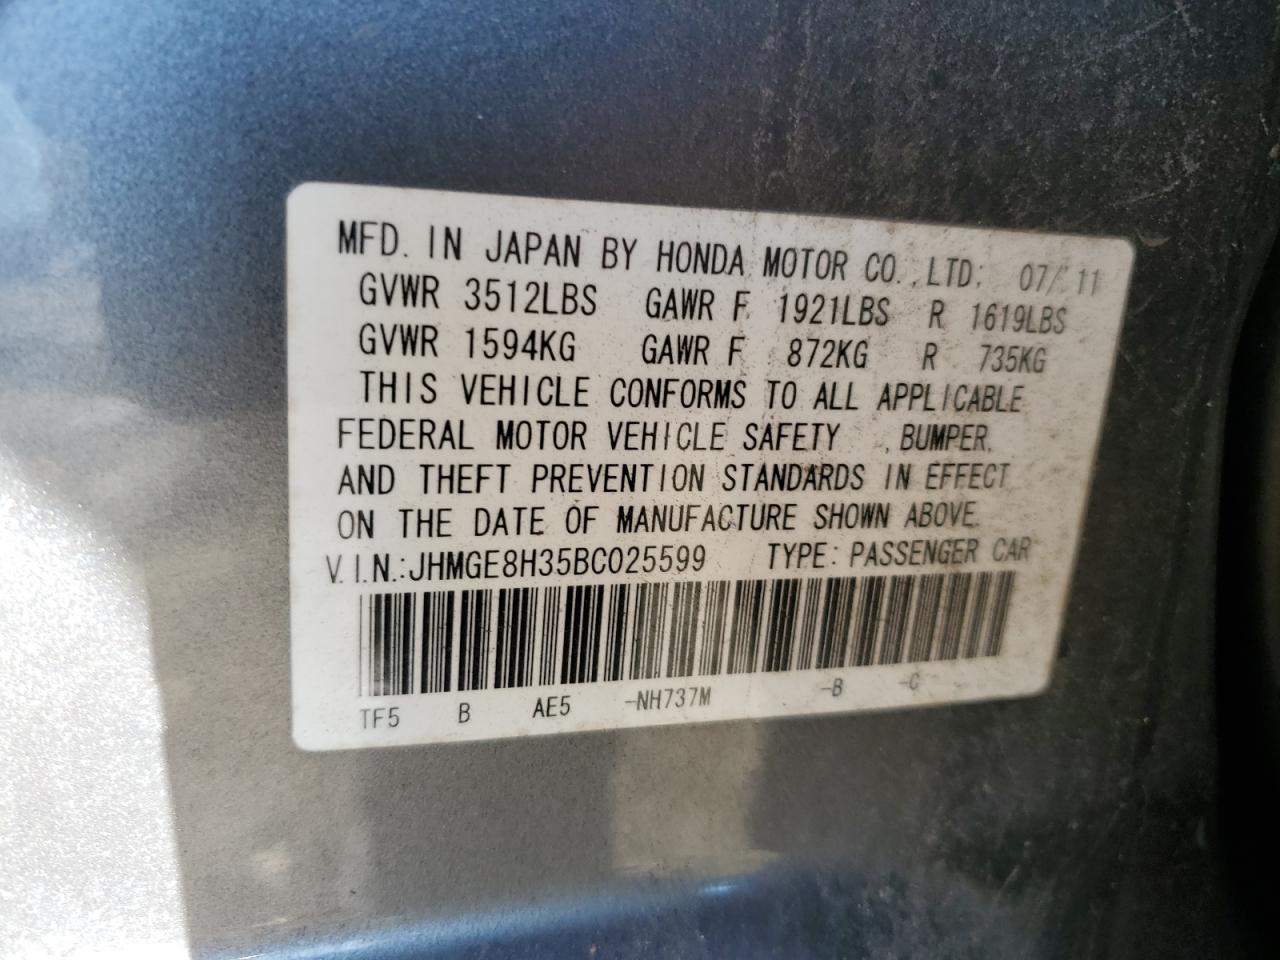 MFD. IN JAPAN BY HONDA MOTOR CO.,LTD. 07/11
GVWR 3512LBS GAWR F 1921LBS R 1619LBS
GVWR 1594KG GAWR F 872KG R 735KG
THIS VEHICLE CONFORMS TO ALL APPLICABLE
FEDERAL MOTOR VEHICLE SAFETY , BUMPER,
AND THEFT PREVENTION STANDARDS IN EFFECT
ON THE DATE OF MANUFACTURE SHOWN ABOVE.
V.I.N.:JHMGE8H35BC025599 TYPE: PASSENGER CAR
TF5 B AE5 -NH737M -B -C